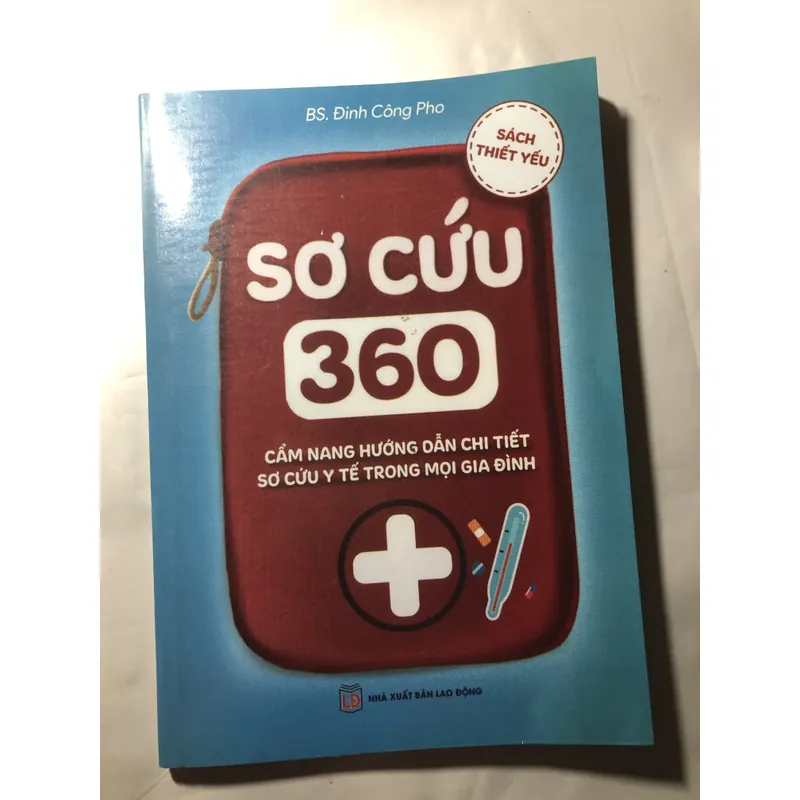 BS. Đinh Công Pho
SÁCH
THIẾT YẾU
SƠ CỨU
360
CẨM NANG HƯỚNG DẪN CHI TIẾT
SƠ CỨU Y TẾ TRONG MỌI GIA ĐÌNH
LĐ
NHÀ XUẤT BẢN LAO ĐỘNG